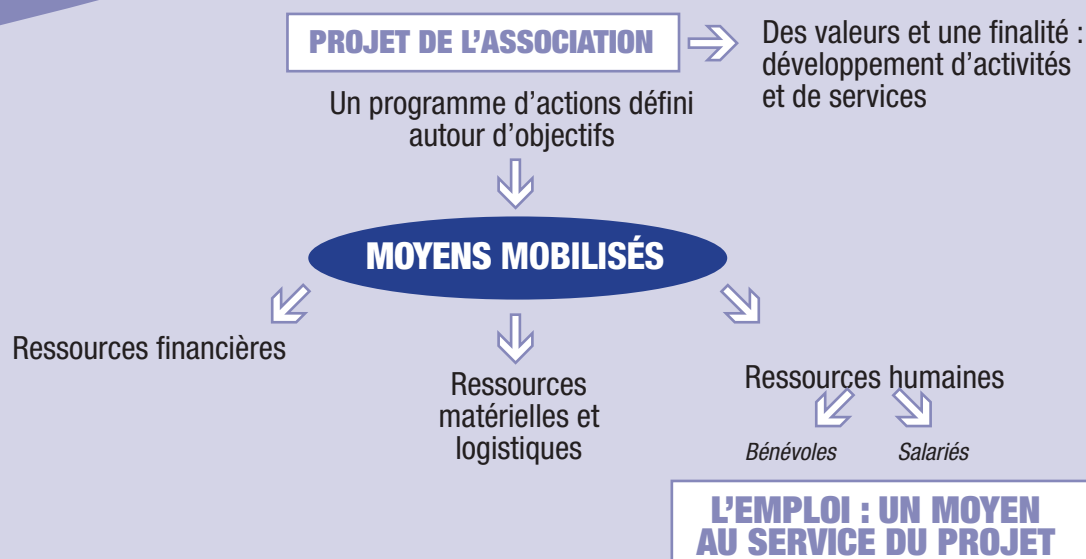 PROJET DE L’ASSOCIATION
Des valeurs et une finalité :
développement d’activités
et de services
Un programme d’actions défini
autour d’objectifs
MOYENS MOBILISÉS
Ressources financières
Ressources
matérielles et
logistiques
Ressources humaines
Bénévoles
Salariés
L’EMPLOI : UN MOYEN
AU SERVICE DU PROJET